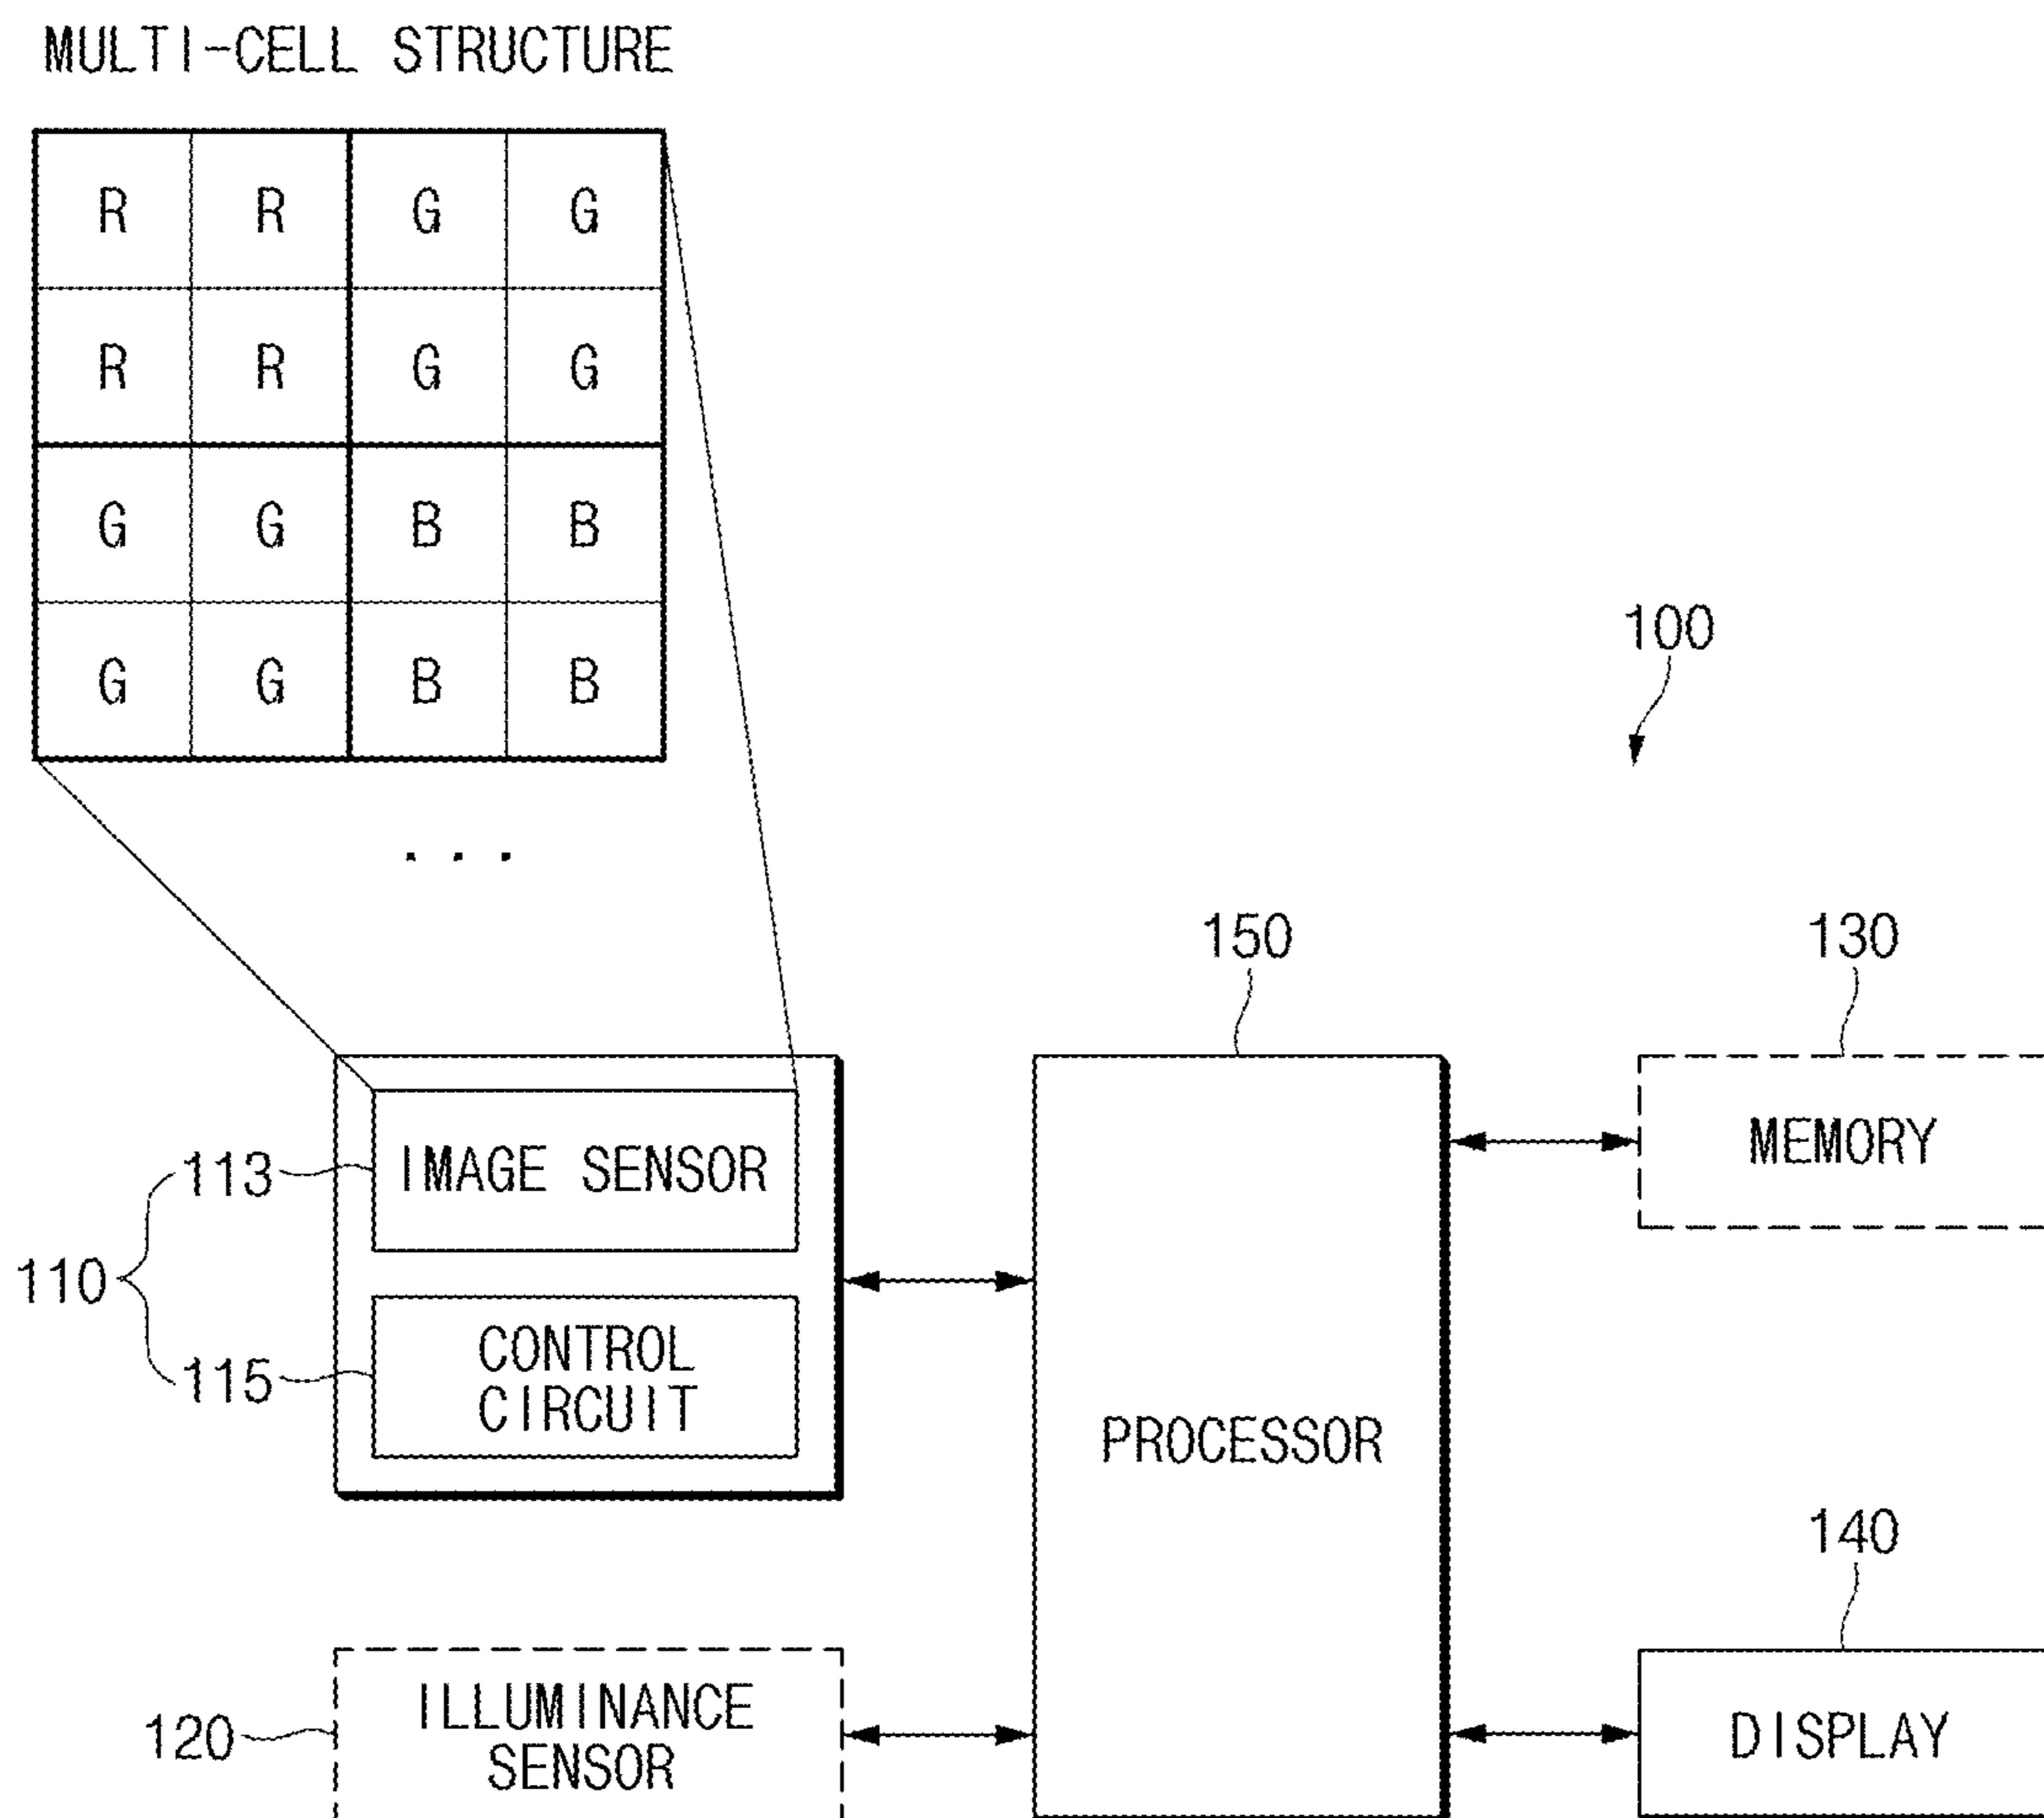 MULTI-CELL STRUCTURE
R R G G
R R G G
G G B B
G G B B
...
100
150
130
113
IMAGE SENSOR
MEMORY
110
115
CONTROL
CIRCUIT
PROCESSOR
140
120
ILLUMINANCE
SENSOR
DISPLAY